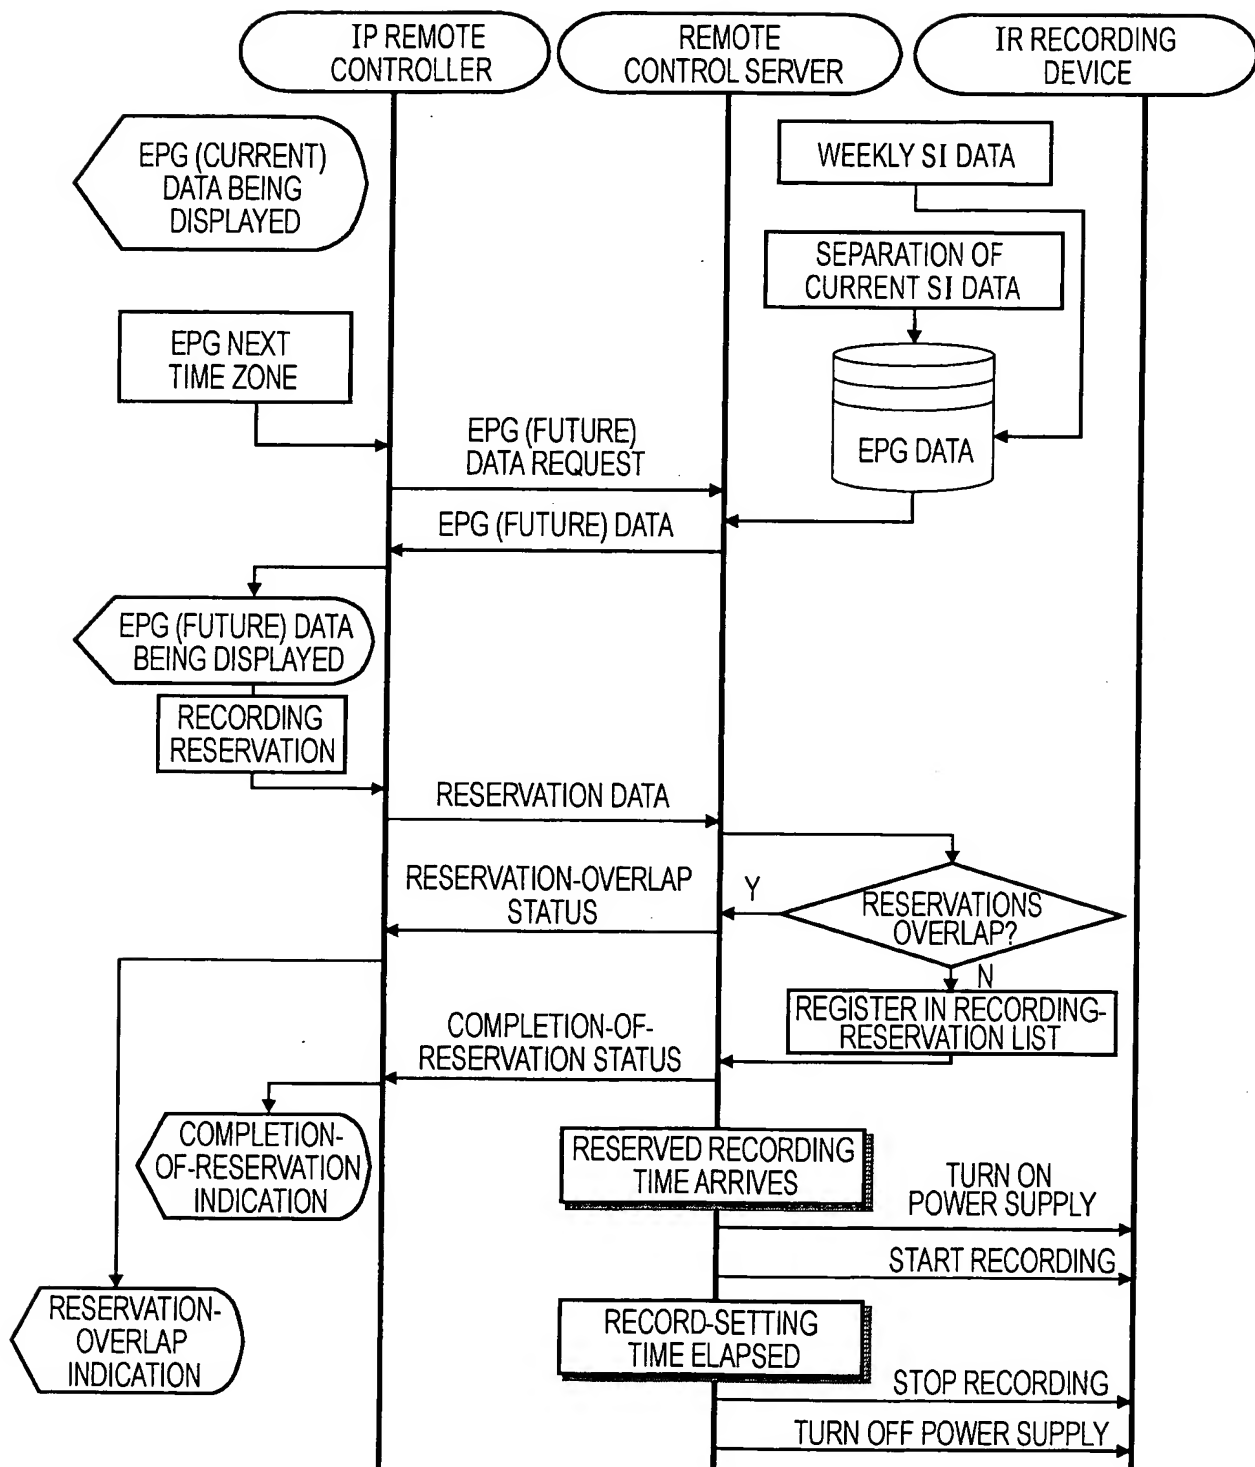 IP REMOTE
CONTROLLER
REMOTE
CONTROL SERVER
IR RECORDING
DEVICE
EPG (CURRENT)
DATA BEING
DISPLAYED
WEEKLY SI DATA
SEPARATION OF
CURRENT SI DATA
EPG NEXT
TIME ZONE
EPG DATA
EPG (FUTURE)
DATA REQUEST
EPG (FUTURE) DATA
EPG (FUTURE) DATA
BEING DISPLAYED
RECORDING
RESERVATION
RESERVATION DATA
RESERVATION-OVERLAP
STATUS
Y
RESERVATIONS
OVERLAP?
N
REGISTER IN RECORDING-
RESERVATION LIST
COMPLETION-OF-
RESERVATION STATUS
COMPLETION-
OF-RESERVATION
INDICATION
RESERVED RECORDING
TIME ARRIVES
TURN ON
POWER SUPPLY
START RECORDING
RESERVATION-
OVERLAP
INDICATION
RECORD-SETTING
TIME ELAPSED
STOP RECORDING
TURN OFF POWER SUPPLY